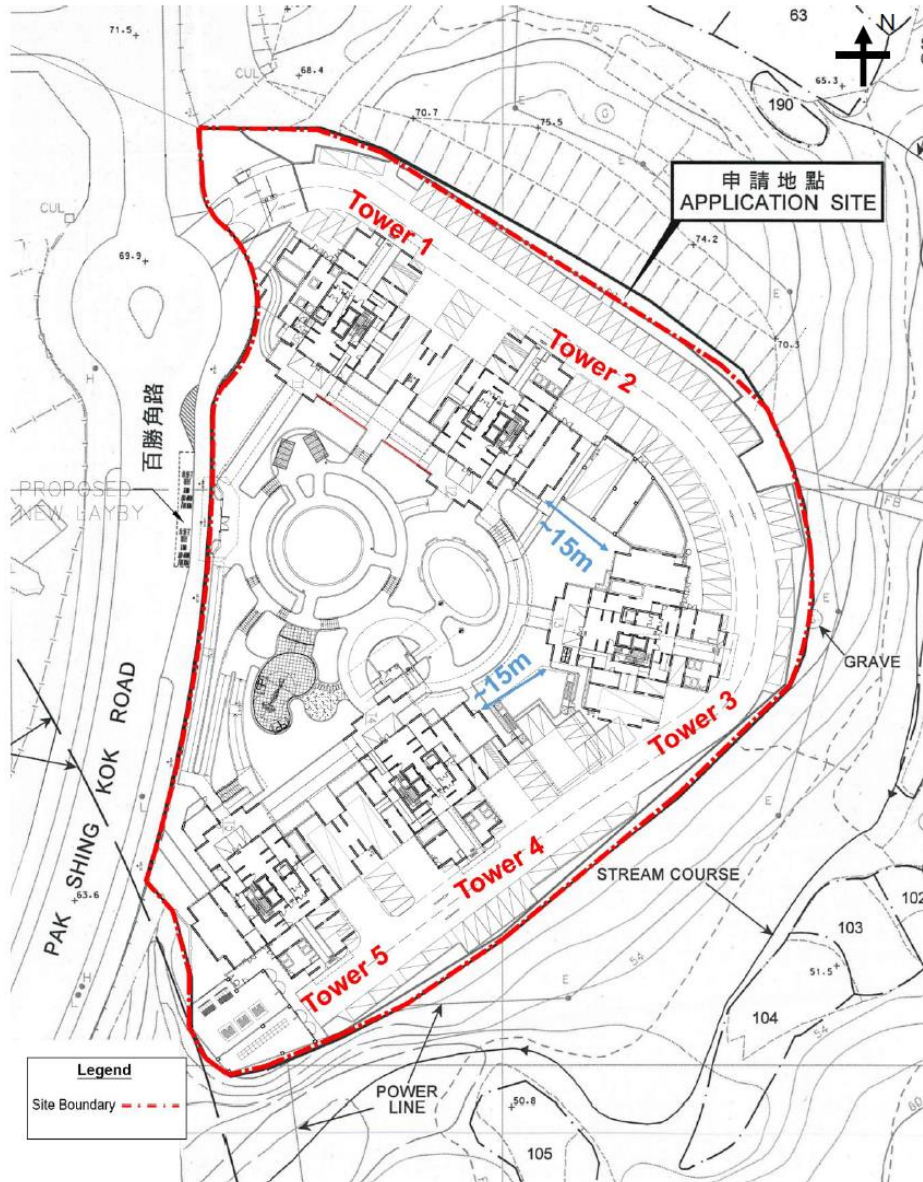 63
N
71.5
CUL
68.4
65.3
190
70.7
75.5
E
G
E
申請地點
APPLICATION SITE
Tower 1
CUL
74.2
69.9
E
70.3
Tower 2
H
百勝角路
PROPOSED
NEW LAYBY
~15m
E
GRAVE
~15m
Tower 3
PAK SHING KOK ROAD
L
E
Tower 4
STREAM COURSE
63.6
102
103
54
51.5
H
Tower 5
E
104
54
Legend
Site Boundary
POWER
LINE
50.8
105
60
E